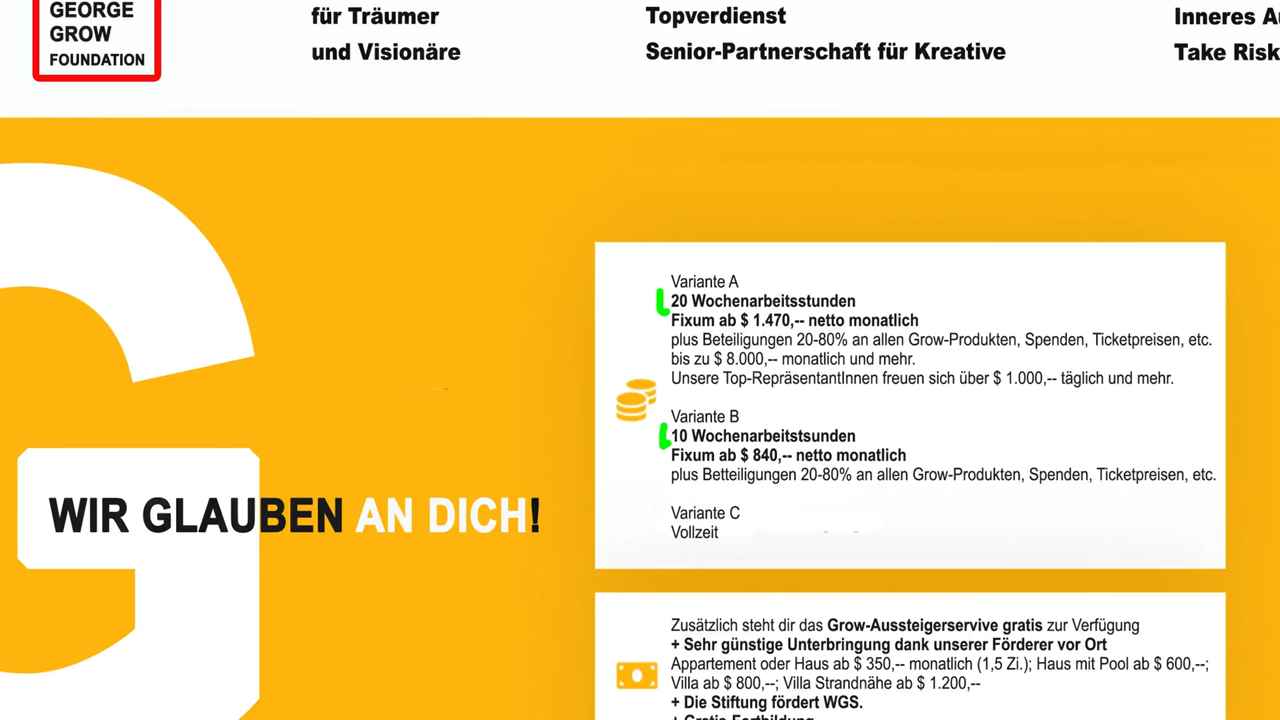 GEORGE
GROW
FOUNDATION
für Träumer
und Visionäre
Topverdienst
Senior-Partnerschaft für Kreative
Inneres
Take Risk
WIR GLAUBEN AN DICH!
Variante A
20 Wochenarbeitsstunden
Fixum ab $ 1.470,-- netto monatlich
plus Beteiligungen 20-80% an allen Grow-Produkten, Spenden, Ticketpreisen, etc.
bis zu $ 8.000,-- monatlich und mehr.
Unsere Top-RepräsentantInnen freuen sich über $ 1.000,-- täglich und mehr.
Variante B
10 Wochenarbeitstsunden
Fixum ab $ 840,-- netto monatlich
plus Betteiligungen 20-80% an allen Grow-Produkten, Spenden, Ticketpreisen, etc.
Variante C
Vollzeit
Zusätzlich steht dir das Grow-Aussteigerservive gratis zur Verfügung
+ Sehr günstige Unterbringung dank unserer Förderer vor Ort
Appartement oder Haus ab $ 350,-- monatlich (1,5 Zi.); Haus mit Pool ab $ 600,--;
Villa ab $ 800,--; Villa Strandnähe ab $ 1.200,--
+ Die Stiftung fördert WGS.
+ Gratis-Fortbildung